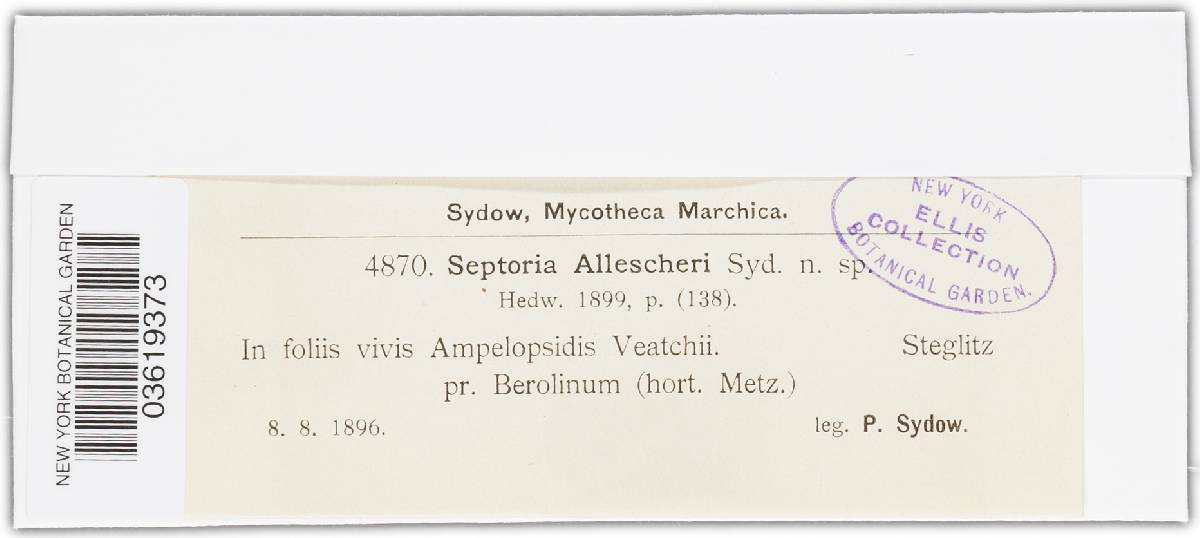 Sydow, Mycotheca Marchica.
4870. Septoria Allescheri Syd. n. sp.
Hedw. 1899, p. (138).
In foliis vivis Ampelopsidis Veatchii. Steglitz
pr. Berolinum (hort. Metz.)
8. 8. 1896. leg. P. Sydow.
NEW YORK
ELLIS
COLLECTION
BOTANICAL GARDEN.
NEW YORK BOTANICAL GARDEN
03619373